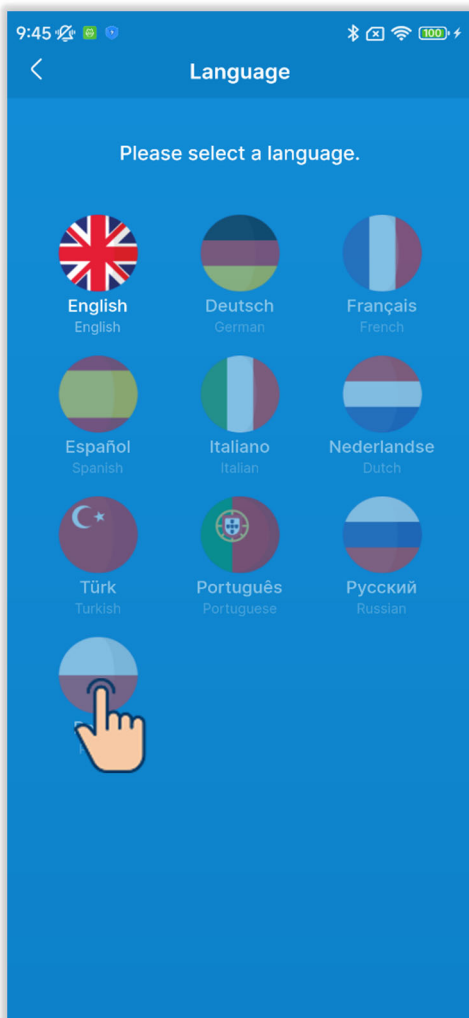 9:45
100
Language
Please select a language.
English Deutsch Français
English German French
Español Italiano Nederlandse
Spanish Italian Dutch
Türk Português Русский
Turkish Portuguese Russian